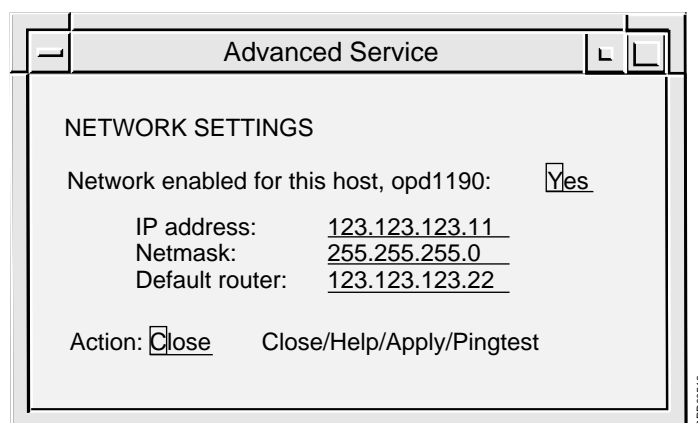 Advanced Service
NETWORK SETTINGS
Network enabled for this host, opd1190: Yes
IP address: 123.123.123.11
Netmask: 255.255.255.0
Default router: 123.123.123.22
Action: Close Close/Help/Apply/Pingtest